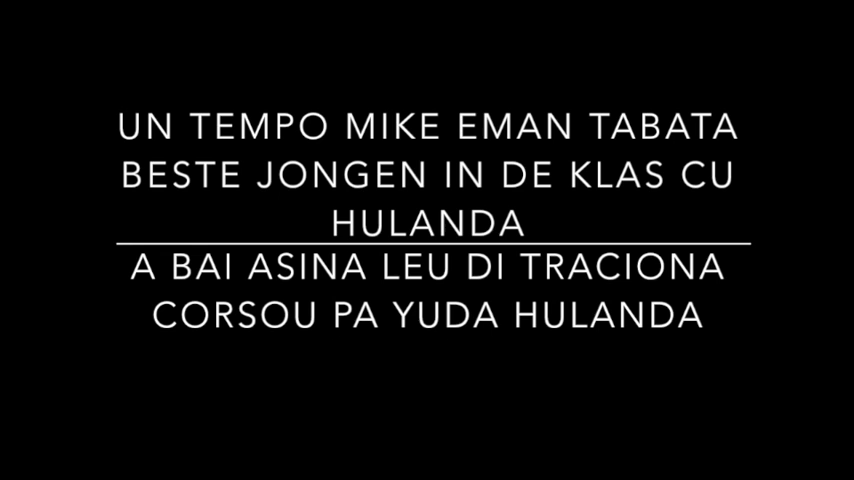 UN TEMPO MIKE EMAN TABATA
BESTE JONGEN IN DE KLAS CU
HULANDA
A BAI ASINA LEU DI TRACIONA
CORSOU PA YUDA HULANDA